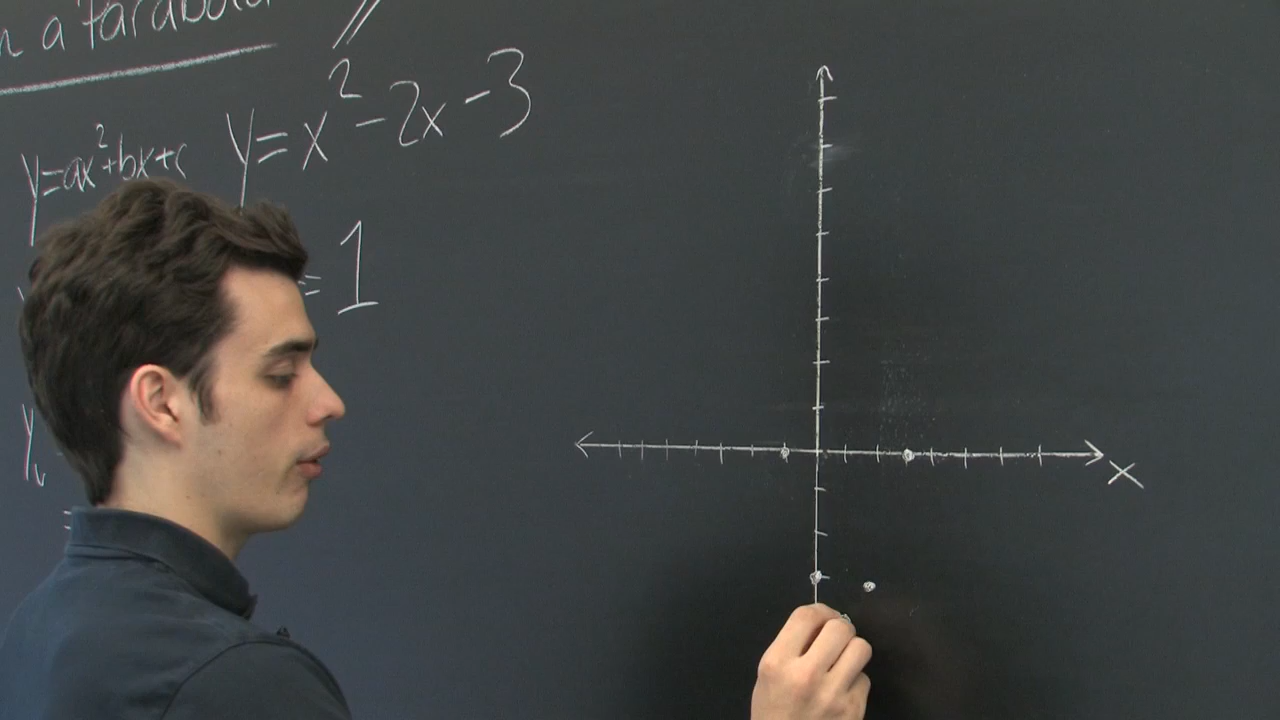 n a Parabola
y=ax²+bx+c y=x²-2x-3
= 1
y
=
x